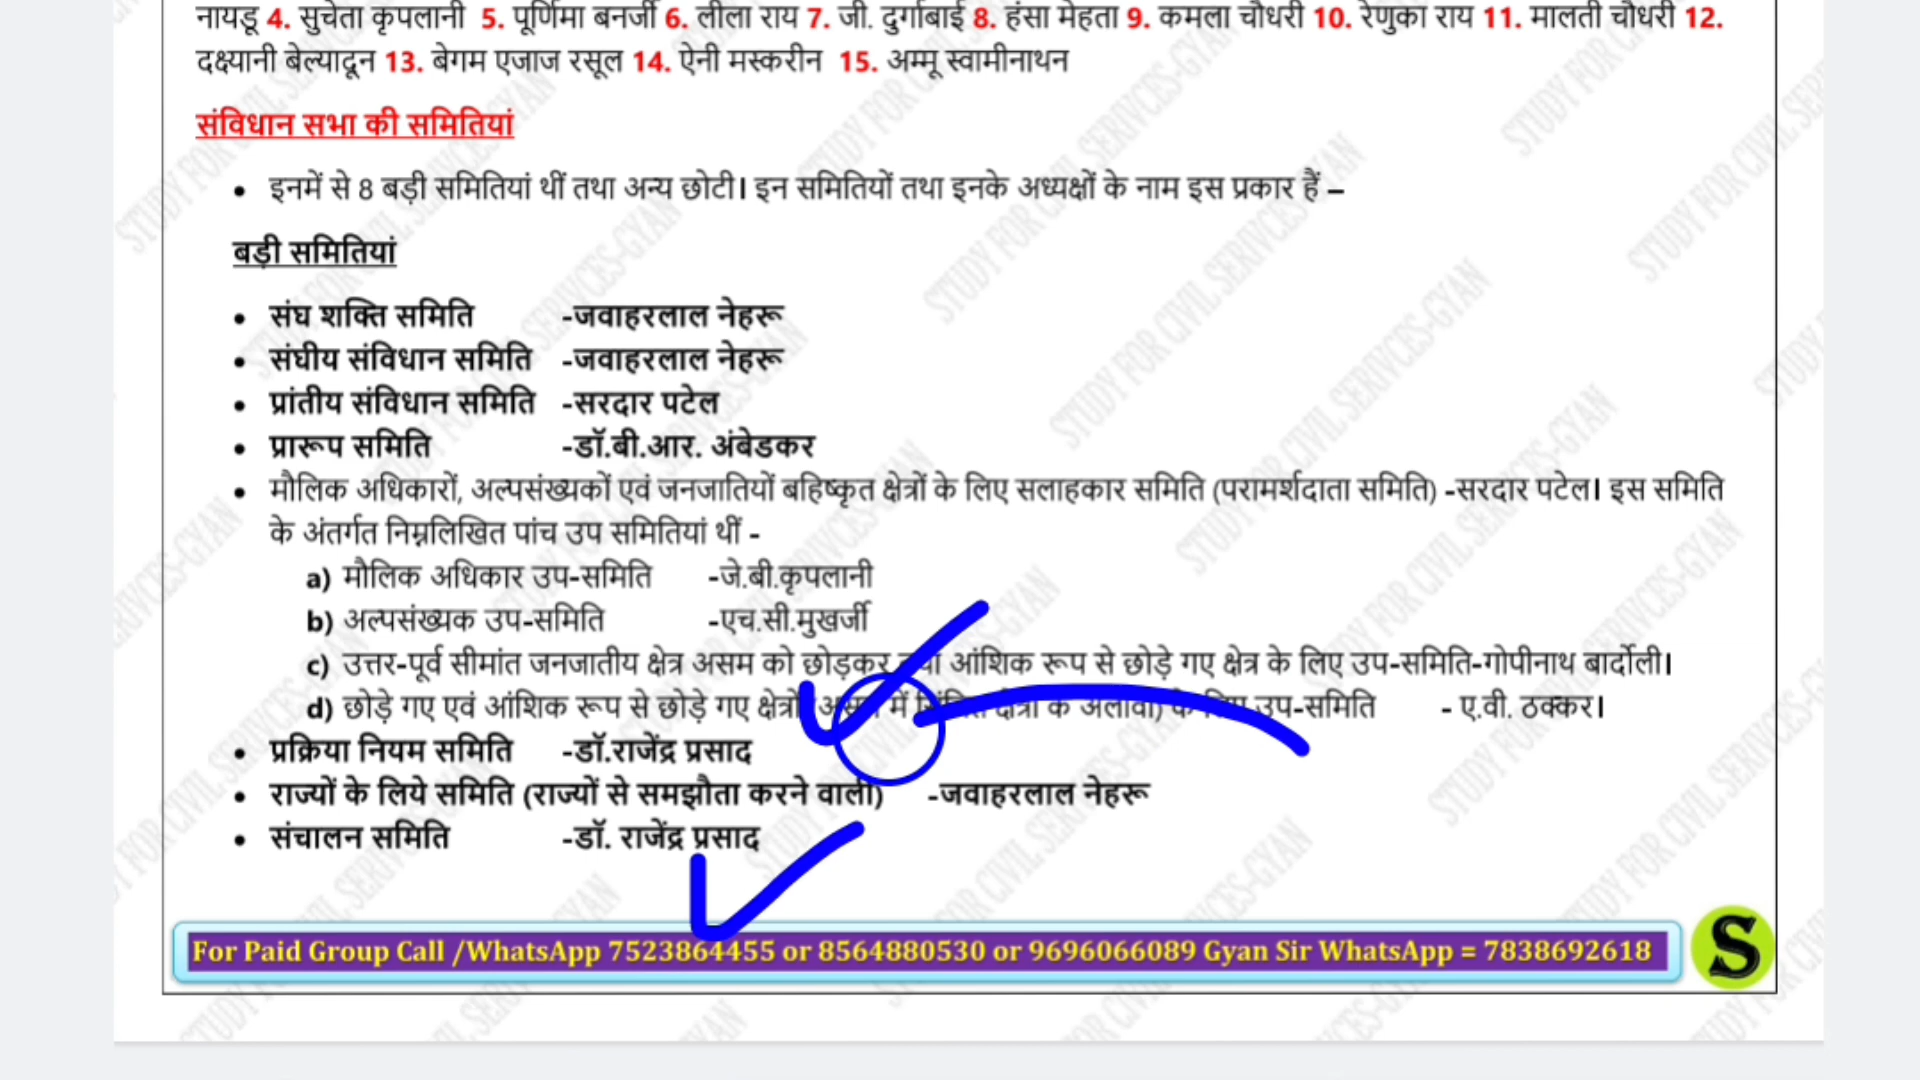 नायडू 4. सुचेता कृपलानी 5. पूर्णिमा बनर्जी 6. लीला राय 7. जी. दुर्गाबाई 8. हंसा मेहता 9. कमला चौधरी 10. रेणुका राय 11. मालती चौधरी 12.
दक्ष्यानी बेल्यादून 13. बेगम एजाज रसूल 14. ऐनी मस्करीन 15. अम्मू स्वामीनाथन
संविधान सभा की समितियां
• इनमें से 8 बड़ी समितियां थीं तथा अन्य छोटी। इन समितियों तथा इनके अध्यक्षों के नाम इस प्रकार हैं –
बड़ी समितियां
• संघ शक्ति समिति -जवाहरलाल नेहरू
• संघीय संविधान समिति -जवाहरलाल नेहरू
• प्रांतीय संविधान समिति -सरदार पटेल
• प्रारूप समिति -डॉ.बी.आर. अंबेडकर
• मौलिक अधिकारों, अल्पसंख्यकों एवं जनजातियों बहिष्कृत क्षेत्रों के लिए सलाहकार समिति (परामर्शदाता समिति) -सरदार पटेल। इस समिति
के अंतर्गत निम्नलिखित पांच उप समितियां थीं -
a) मौलिक अधिकार उप-समिति -जे.बी.कृपलानी
b) अल्पसंख्यक उप-समिति -एच.सी.मुखर्जी
c) उत्तर-पूर्व सीमांत जनजातीय क्षेत्र असम को छोड़कर आंशिक रूप से छोड़े गए क्षेत्र के लिए उप-समिति-गोपीनाथ बार्दोली।
d) छोड़े गए एवं आंशिक रूप से छोड़े गए क्षेत्रों में के अलावा) के लिए उप-समिति - ए.वी. ठक्कर।
• प्रक्रिया नियम समिति -डॉ.राजेंद्र प्रसाद
• राज्यों के लिये समिति (राज्यों से समझौता करने वाली) -जवाहरलाल नेहरू
• संचालन समिति -डॉ. राजेंद्र प्रसाद
For Paid Group Call /WhatsApp 7523864455 or 8564880530 or 9696066089 Gyan Sir WhatsApp = 7838692618
S
STUDY FOR CIVIL SERIVCES-GYAN